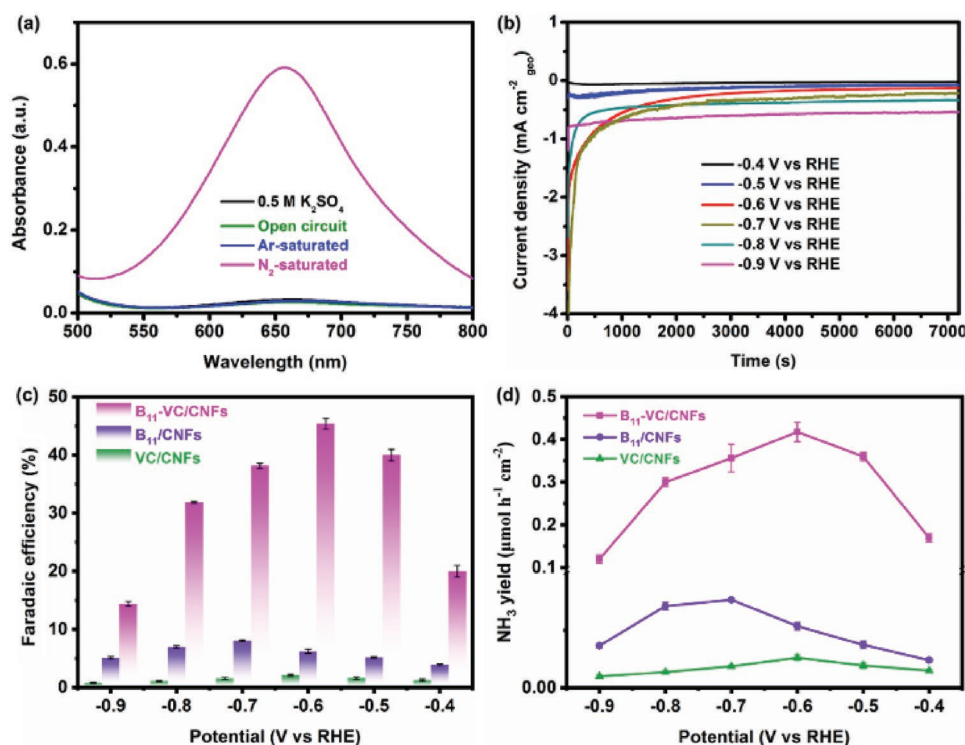 (a)
0.6
0.4
0.2
0.0
Absorbance (a.u.)
0.5 M K₂SO₄
Open circuit
Ar-saturated
N₂-saturated
500 550 600 650 700 750 800
Wavelength (nm)
(b)
0
-1
-2
-3
-4
Current density (mA cm⁻²geo)
-0.4 V vs RHE
-0.5 V vs RHE
-0.6 V vs RHE
-0.7 V vs RHE
-0.8 V vs RHE
-0.9 V vs RHE
0 1000 2000 3000 4000 5000 6000 7000
Time (s)
(c)
50
40
30
20
10
0
Faradaic efficiency (%)
B₁₁-VC/CNFs
B₁₁/CNFs
VC/CNFs
-0.9 -0.8 -0.7 -0.6 -0.5 -0.4
Potential (V vs RHE)
(d)
0.5
0.4
0.3
0.2
0.1
0.00
NH₃ yield (μmol h⁻¹ cm⁻²)
B₁₁-VC/CNFs
B₁₁/CNFs
VC/CNFs
-0.9 -0.8 -0.7 -0.6 -0.5 -0.4
Potential (V vs RHE)